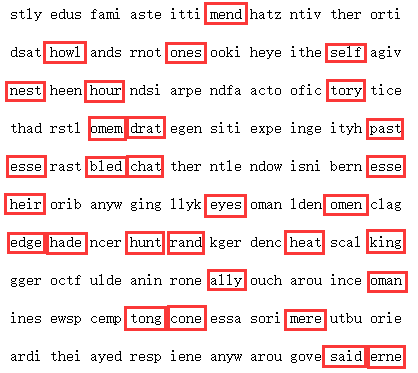 stly edus fami aste itti mend hatz ntiv ther orti
dsat howl ands rnot ones ooki heye ithe self agiv
nest heen hour ndsi arpe ndfa acto ofic tory tice
thad rstl omem drat egen siti expe inge ityh past
esse rast bled chat ther ntle ndow isni bern esse
heir orib anyw ging llyk eyes oman lden omen clag
edge hade ncer hunt rand kger denc heat scal king
gger octf ulde anin rone ally ouch arou ince oman
ines ewsp cemp tong cone essa sori mere utbu orie
ardi thei ayed resp iene anyw arou gove said erne